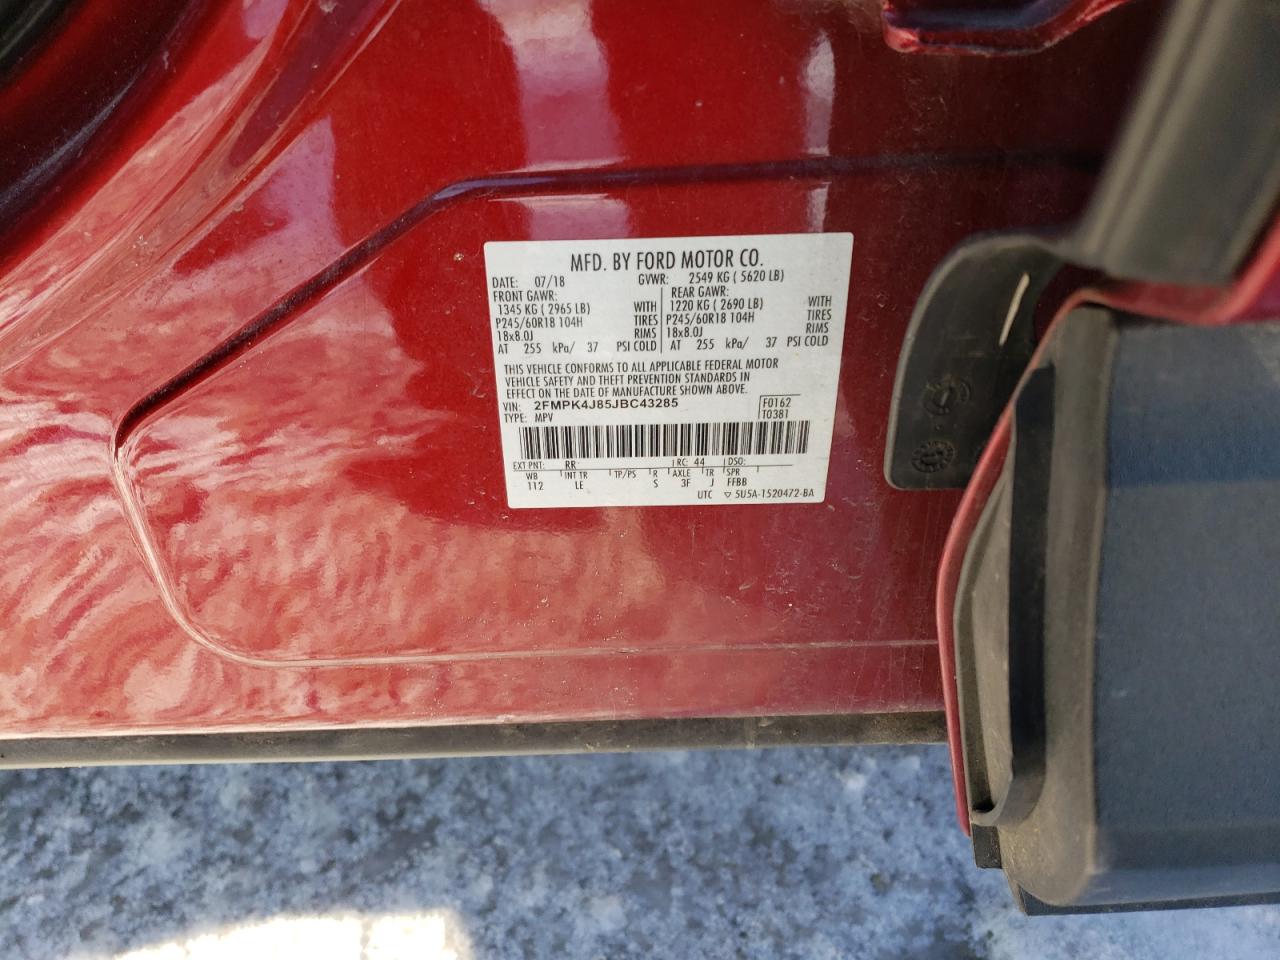 MFD. BY FORD MOTOR CO.
DATE: 07/18 GVWR: 2549 KG ( 5620 LB)
FRONT GAWR: REAR GAWR:
1345 KG ( 2965 LB) WITH 1220 KG ( 2690 LB) WITH
P245/60R18 104H TIRES P245/60R18 104H TIRES
18x8.0J RIMS 18x8.0J RIMS
AT 255 kPa/ 37 PSI COLD AT 255 kPa/ 37 PSI COLD
THIS VEHICLE CONFORMS TO ALL APPLICABLE FEDERAL MOTOR
VEHICLE SAFETY AND THEFT PREVENTION STANDARDS IN
EFFECT ON THE DATE OF MANUFACTURE SHOWN ABOVE.
VIN: 2FMPK4J85JBC43285 F0162
TYPE: MPV T0381
EXT PNT: RR RC: 44 DSO:
WB INT TR TP/PS R AXLE TR SPR
112 LE S 3F J FFBB
UTC ▽ 5U5A-1520472-BA